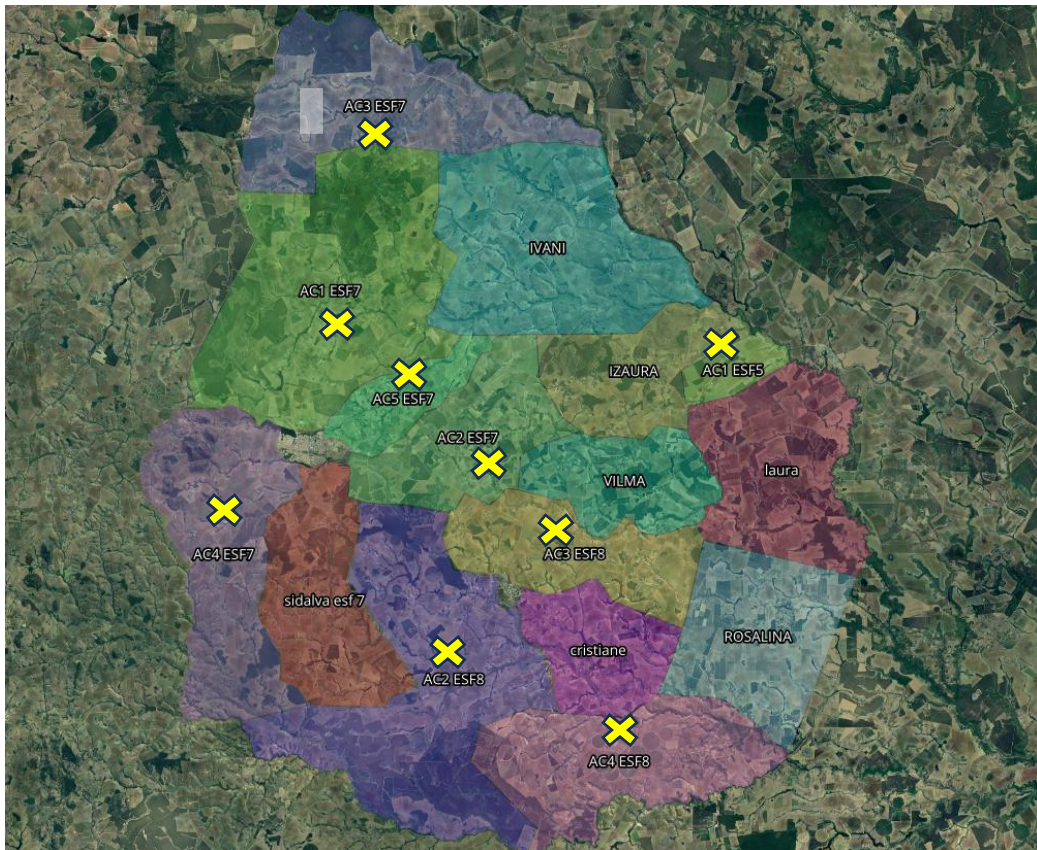 AC3 ESF7
IVANI
AC1 ESF7
IZAURA
AC1 ESF5
AC5 ESF7
AC2 ESF7
laura
VILMA
AC4 ESF7
AC3 ESF8
sidalva esf 7
ROSALINA
cristiane
AC2 ESF8
AC4 ESF8